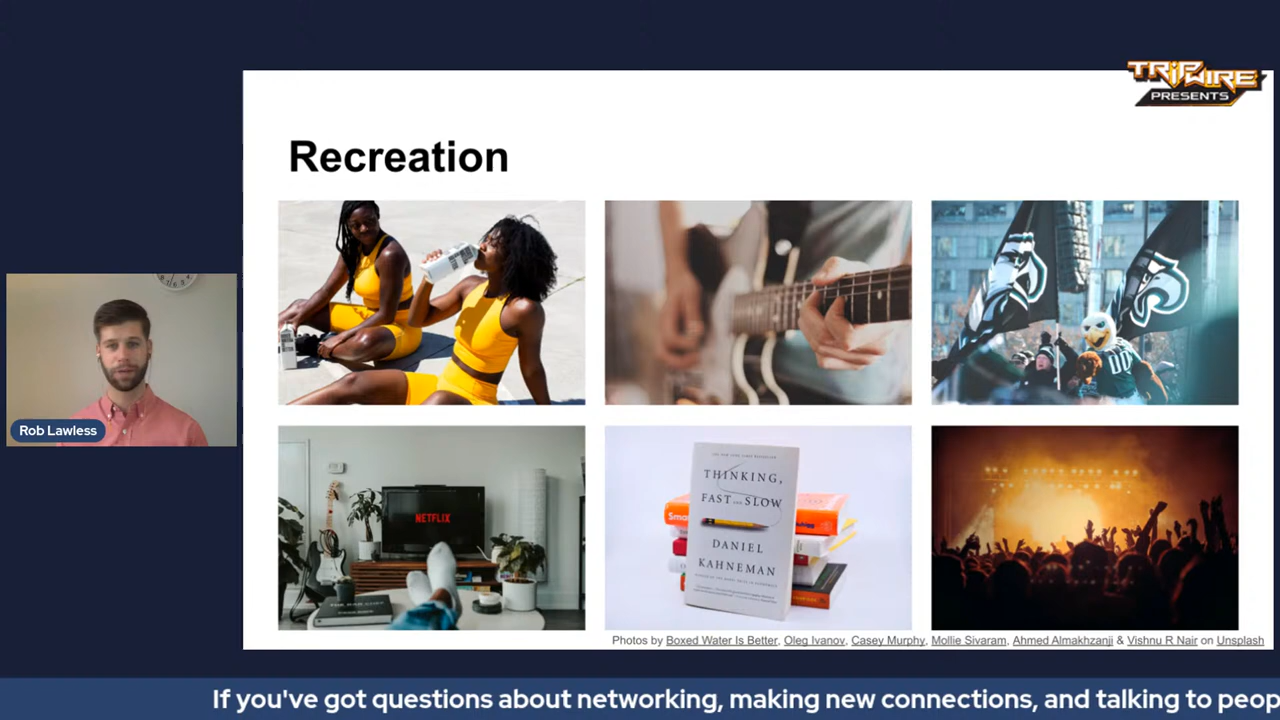 TRIPWIRE
PRESENTS
Recreation
Rob Lawless
NETFLIX
THINKING,
FAST AND SLOW
DANIEL
KAHNEMAN
Photos by Boxed Water Is Better, Oleg Ivanov, Casey Murphy, Mollie Sivaram, Ahmed Almakhzanji & Vishnu R Nair on Unsplash
If you've got questions about networking, making new connections, and talking to peop